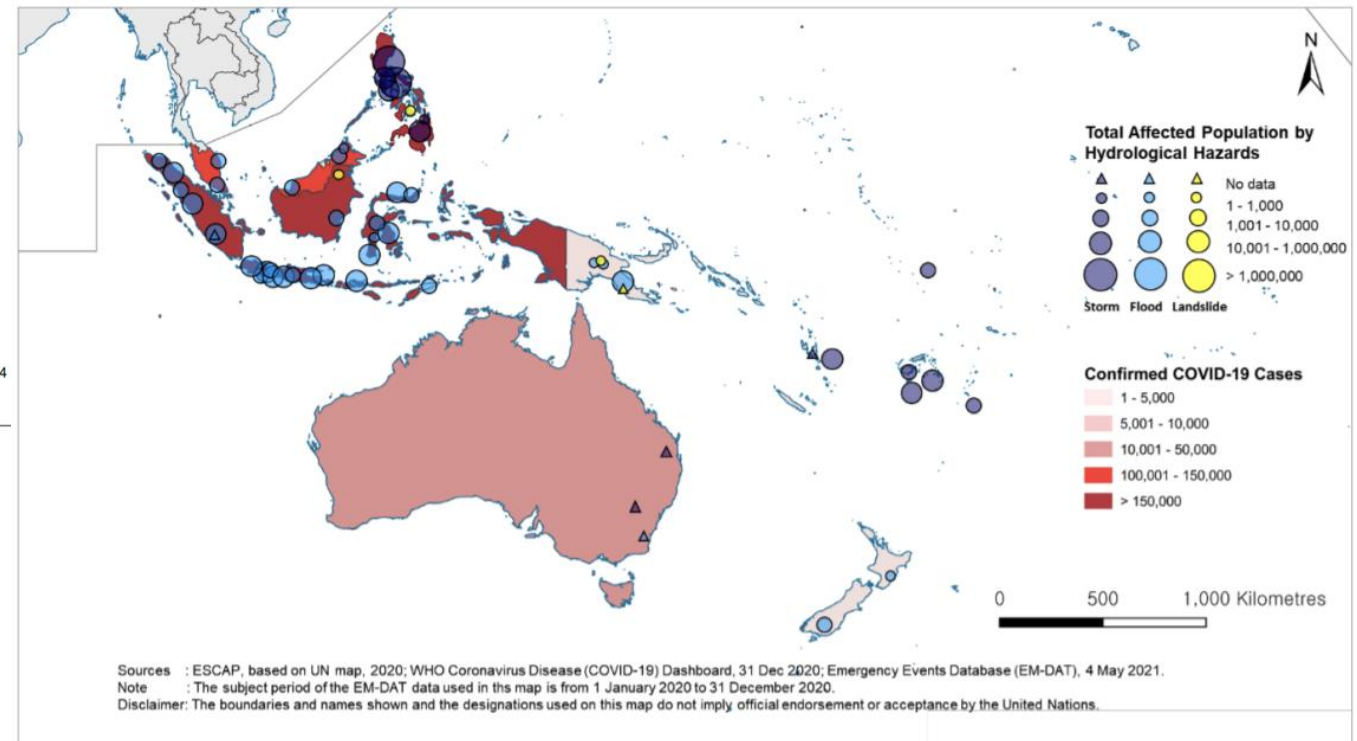 N
Total Affected Population by
Hydrological Hazards
No data
1 - 1,000
1,001 - 10,000
10,001 - 1,000,000
> 1,000,000
Storm Flood Landslide
4
Confirmed COVID-19 Cases
1 - 5,000
5,001 - 10,000
10,001 - 50,000
100,001 - 150,000
> 150,000
0 500 1,000 Kilometres
Sources : ESCAP, based on UN map, 2020; WHO Coronavirus Disease (COVID-19) Dashboard, 31 Dec 2020; Emergency Events Database (EM-DAT), 4 May 2021.
Note : The subject period of the EM-DAT data used in ths map is from 1 January 2020 to 31 December 2020.
Disclaimer: The boundaries and names shown and the designations used on this map do not imply official endorsement or acceptance by the United Nations.